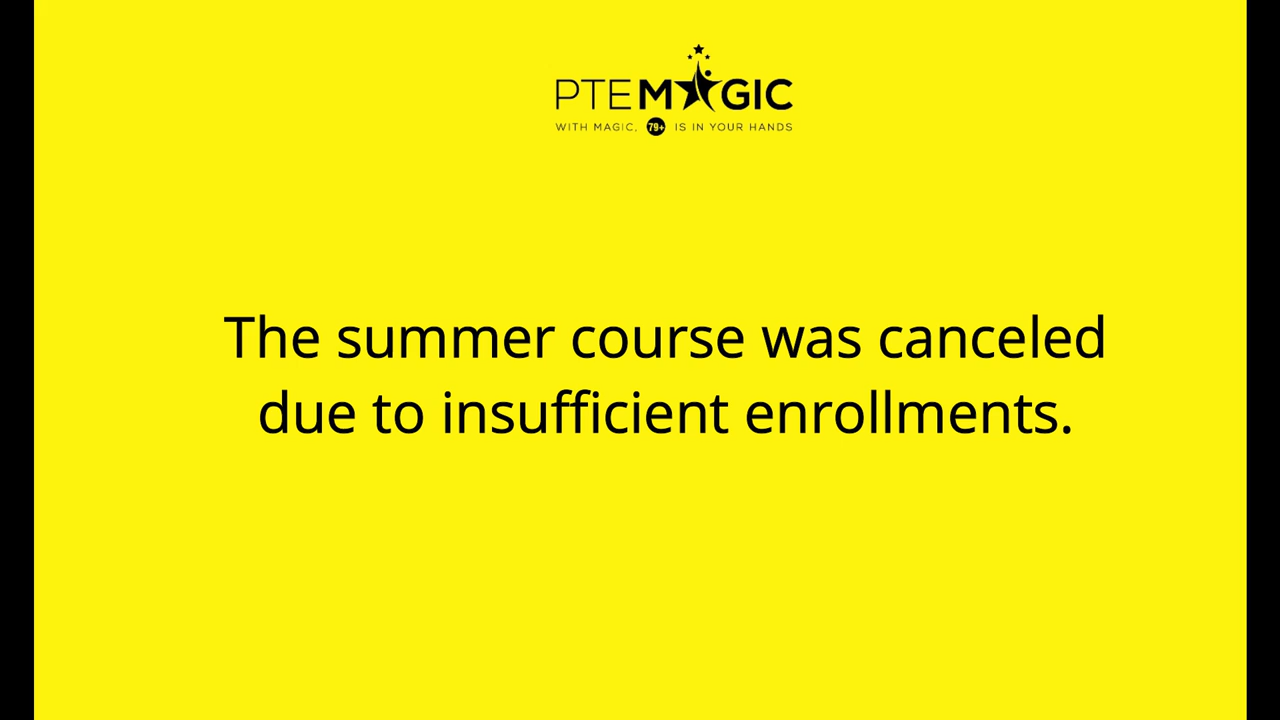 PTEMAGIC
WITH MAGIC, 79+ IS IN YOUR HANDS
The summer course was canceled
due to insufficient enrollments.